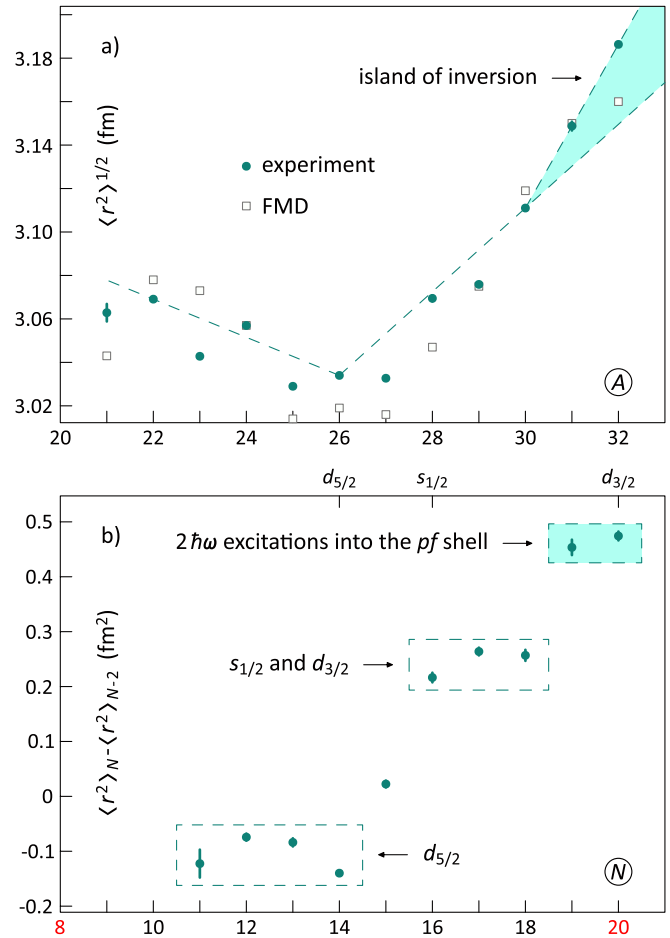 a)
3.18
island of inversion
⟨r²⟩^1/2 (fm)
3.14
experiment
FMD
3.10
3.06
3.02
A
20 22 24 26 28 30 32
d5/2 s1/2 d3/2
b)
0.5
2ħω excitations into the pf shell
0.4
0.3
s1/2 and d3/2
0.2
⟨r²⟩N-⟨r²⟩N-2 (fm²)
0.1
0
d5/2
-0.1
N
-0.2
8 10 12 14 16 18 20